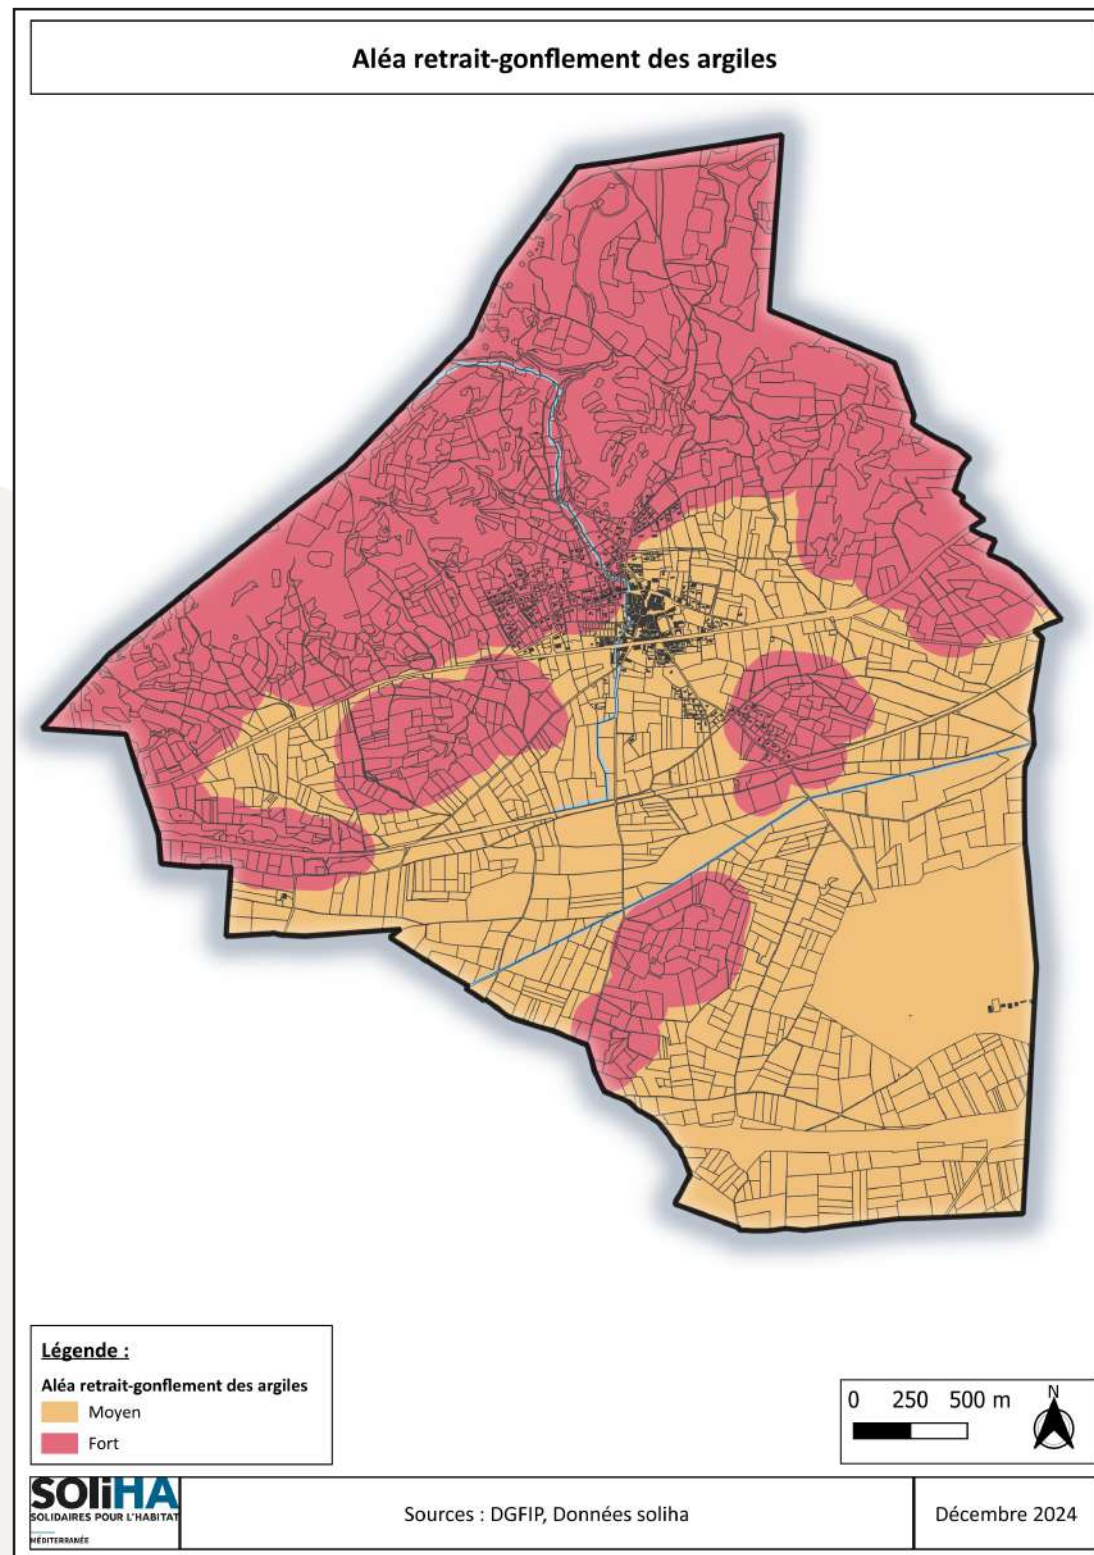 Aléa retrait-gonflement des argiles
Légende :
Aléa retrait-gonflement des argiles
Moyen
Fort
0 250 500 m
N
SOliHA
SOLIDAIRES POUR L'HABITAT
MÉDITERRANÉE
Sources : DGFIP, Données soliha
Décembre 2024